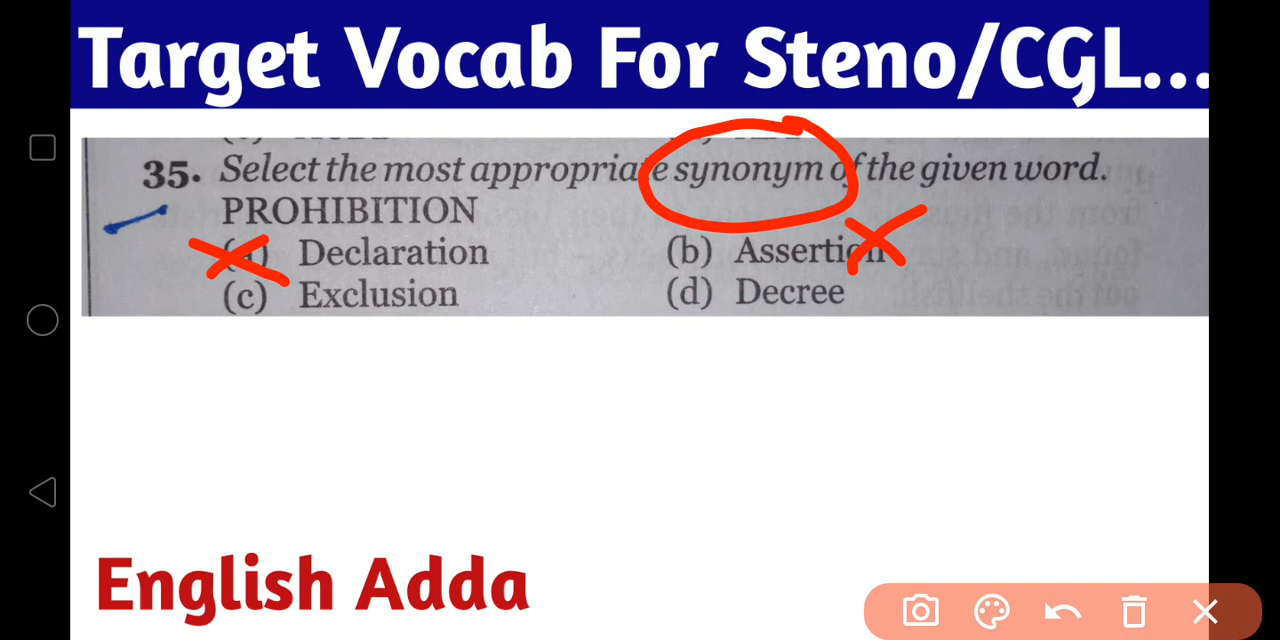 Target Vocab For Steno/CGL...
35. Select the most appropriate synonym of the given word.
PROHIBITION
(a) Declaration (b) Assertion
(c) Exclusion (d) Decree
English Adda